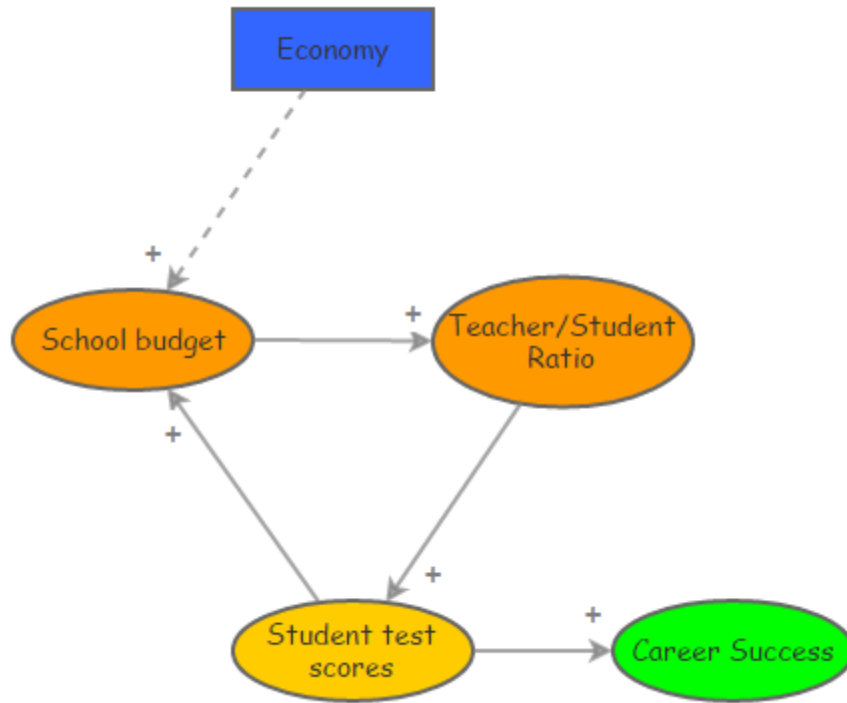 Economy
+
School budget
+
Teacher/Student
Ratio
+
+
Student test
scores
+
Career Success